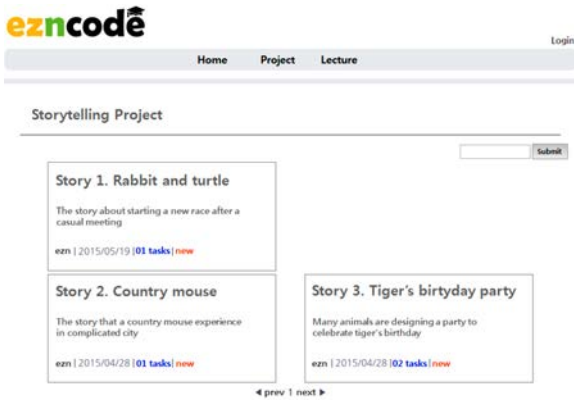 ezncode
Login
Home Project Lecture
Storytelling Project
Submit
Story 1. Rabbit and turtle
The story about starting a new race after a
casual meeting
ezn | 2015/05/19 |01 tasks| new
Story 2. Country mouse
The story that a country mouse experience
in complicated city
ezn | 2015/04/28 |01 tasks| new
Story 3. Tiger's birtyday party
Many animals are designing a party to
celebrate tiger's birthday
ezn | 2015/04/28 |02 tasks| new
◀ prev 1 next ▶